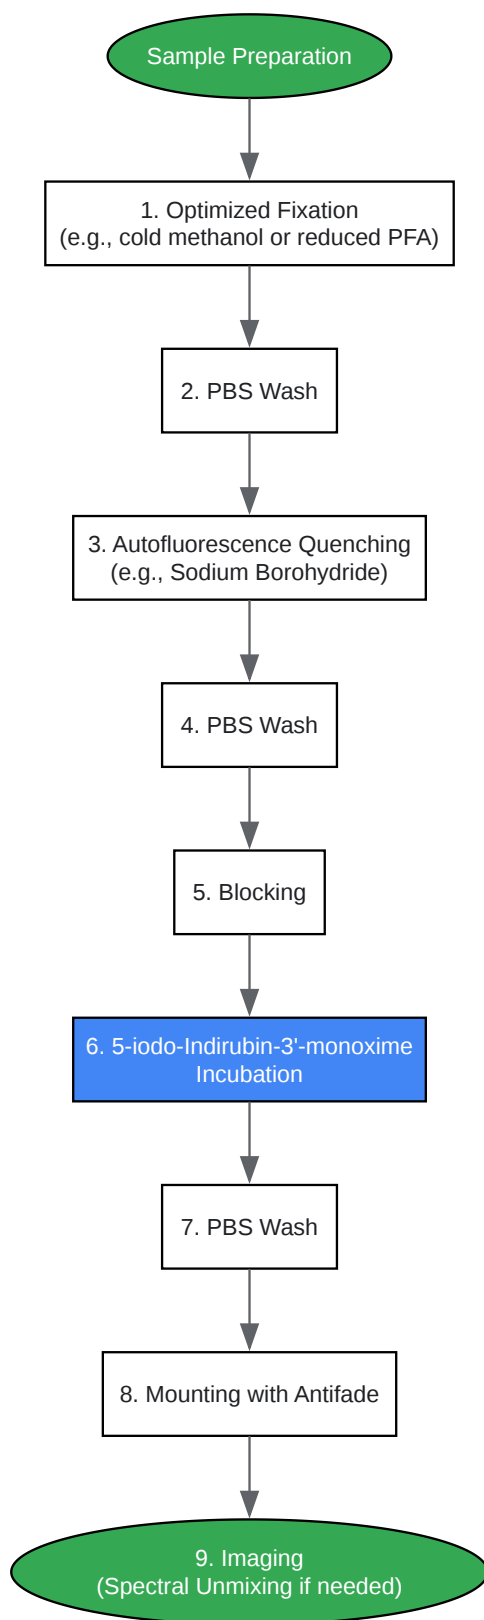 Sample Preparation
1. Optimized Fixation
(e.g., cold methanol or reduced PFA)
2. PBS Wash
3. Autofluorescence Quenching
(e.g., Sodium Borohydride)
4. PBS Wash
5. Blocking
6. 5-iodo-Indirubin-3'-monoxime
Incubation
7. PBS Wash
8. Mounting with Antifade
9. Imaging
(Spectral Unmixing if needed)